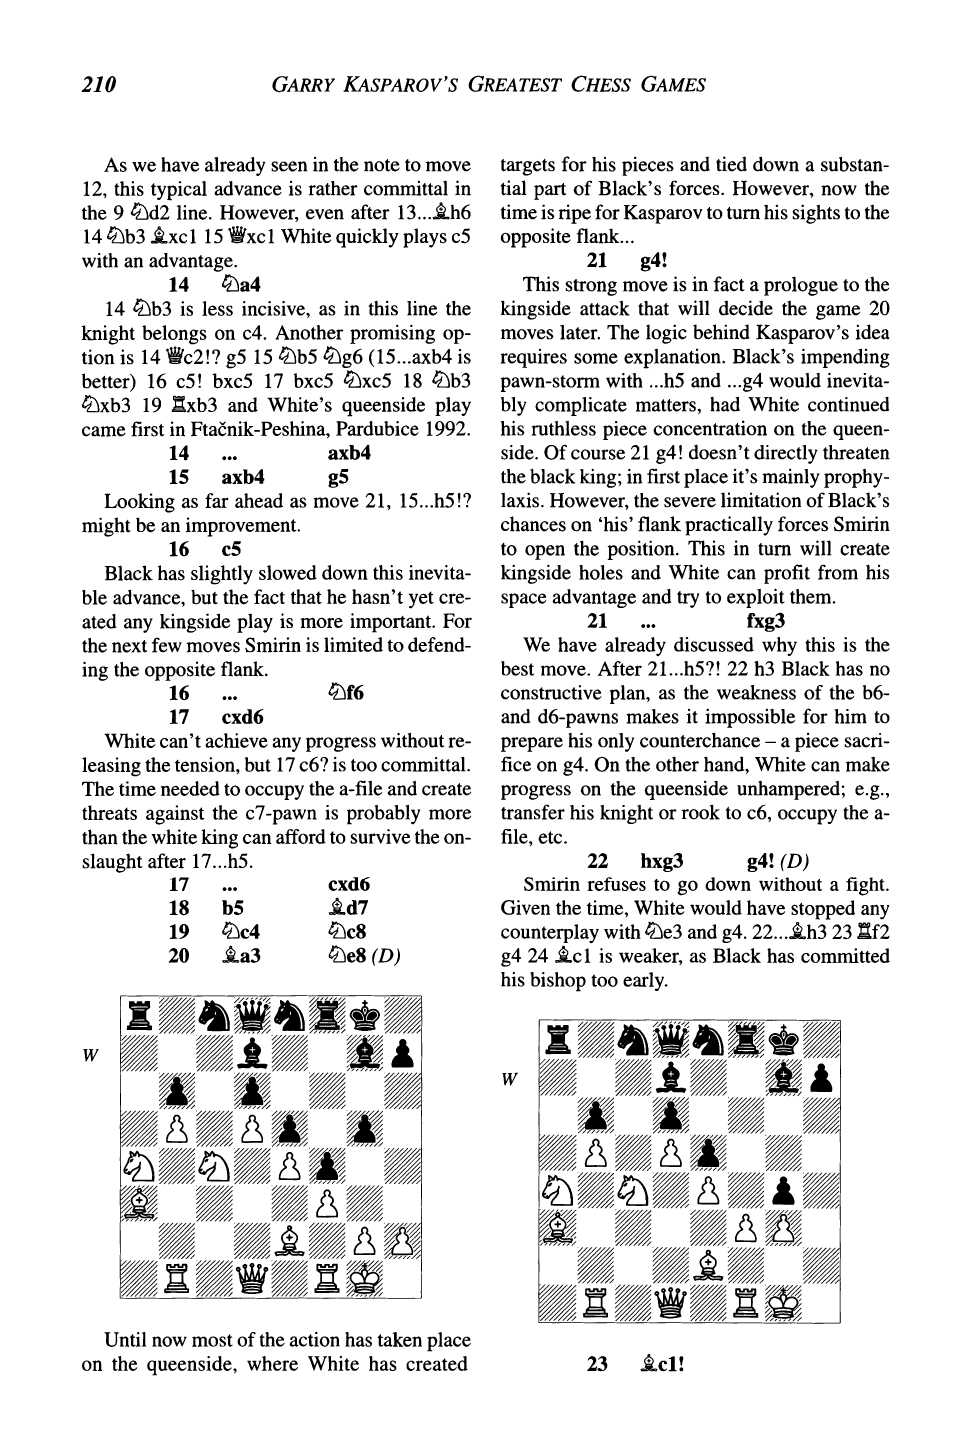 210
GARRY KASPAROV'S GREATEST CHESS GAMES
As we have already seen in the note to move
12, this typical advance is rather committal in
the 9 ♘d2 line. However, even after 13...♗h6
14 ♘b3 ♗xc1 15 ♕xc1 White quickly plays c5
with an advantage.
14 ♘a4
14 ♘b3 is less incisive, as in this line the
knight belongs on c4. Another promising op-
tion is 14 ♕c2!? g5 15 ♘b5 ♘g6 (15...axb4 is
better) 16 c5! bxc5 17 bxc5 ♘xc5 18 ♘b3
♘xb3 19 ♖xb3 and White's queenside play
came first in Ftačnik-Peshina, Pardubice 1992.
14 ... axb4
15 axb4 g5
Looking as far ahead as move 21, 15...h5!?
might be an improvement.
16 c5
Black has slightly slowed down this inevita-
ble advance, but the fact that he hasn't yet cre-
ated any kingside play is more important. For
the next few moves Smirin is limited to defend-
ing the opposite flank.
16 ... ♘f6
17 cxd6
White can't achieve any progress without re-
leasing the tension, but 17 c6? is too committal.
The time needed to occupy the a-file and create
threats against the c7-pawn is probably more
than the white king can afford to survive the on-
slaught after 17...h5.
17 ... cxd6
18 b5 ♗d7
19 ♘c4 ♘c8
20 ♗a3 ♘e8 (D)
W
Until now most of the action has taken place
on the queenside, where White has created
targets for his pieces and tied down a substan-
tial part of Black's forces. However, now the
time is ripe for Kasparov to turn his sights to the
opposite flank...
21 g4!
This strong move is in fact a prologue to the
kingside attack that will decide the game 20
moves later. The logic behind Kasparov's idea
requires some explanation. Black's impending
pawn-storm with ...h5 and ...g4 would inevita-
bly complicate matters, had White continued
his ruthless piece concentration on the queen-
side. Of course 21 g4! doesn't directly threaten
the black king; in first place it's mainly prophy-
laxis. However, the severe limitation of Black's
chances on 'his' flank practically forces Smirin
to open the position. This in turn will create
kingside holes and White can profit from his
space advantage and try to exploit them.
21 ... fxg3
We have already discussed why this is the
best move. After 21...h5?! 22 h3 Black has no
constructive plan, as the weakness of the b6-
and d6-pawns makes it impossible for him to
prepare his only counterchance – a piece sacri-
fice on g4. On the other hand, White can make
progress on the queenside unhampered; e.g.,
transfer his knight or rook to c6, occupy the a-
file, etc.
22 hxg3 g4! (D)
Smirin refuses to go down without a fight.
Given the time, White would have stopped any
counterplay with ♘e3 and g4. 22...♗h3 23 ♖f2
g4 24 ♗c1 is weaker, as Black has committed
his bishop too early.
W
23 ♗c1!